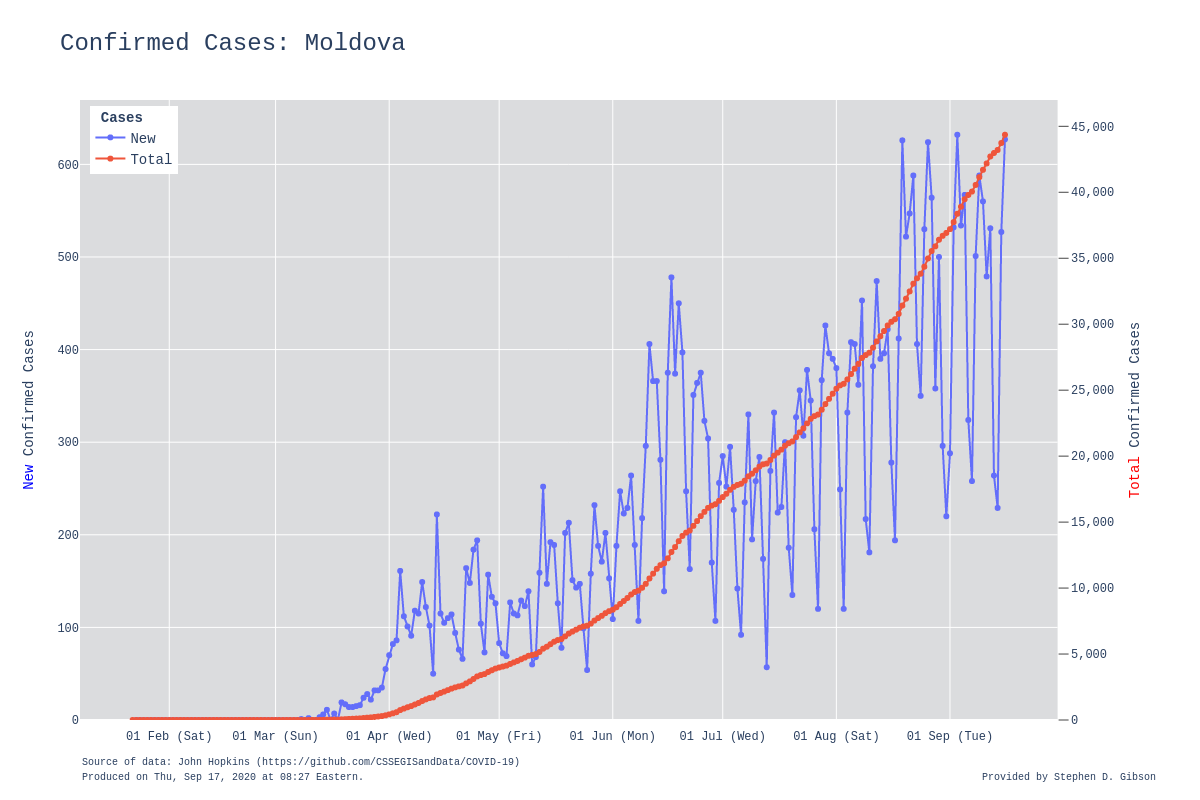 Confirmed Cases: Moldova
Cases
New
Total
600
500
400
300
200
100
0
45,000
40,000
35,000
30,000
25,000
20,000
15,000
10,000
5,000
0
New Confirmed Cases
Total Confirmed Cases
01 Feb (Sat) 01 Mar (Sun) 01 Apr (Wed) 01 May (Fri) 01 Jun (Mon) 01 Jul (Wed) 01 Aug (Sat) 01 Sep (Tue)
Source of data: John Hopkins (https://github.com/CSSEGISandData/COVID-19)
Produced on Thu, Sep 17, 2020 at 08:27 Eastern.
Provided by Stephen D. Gibson